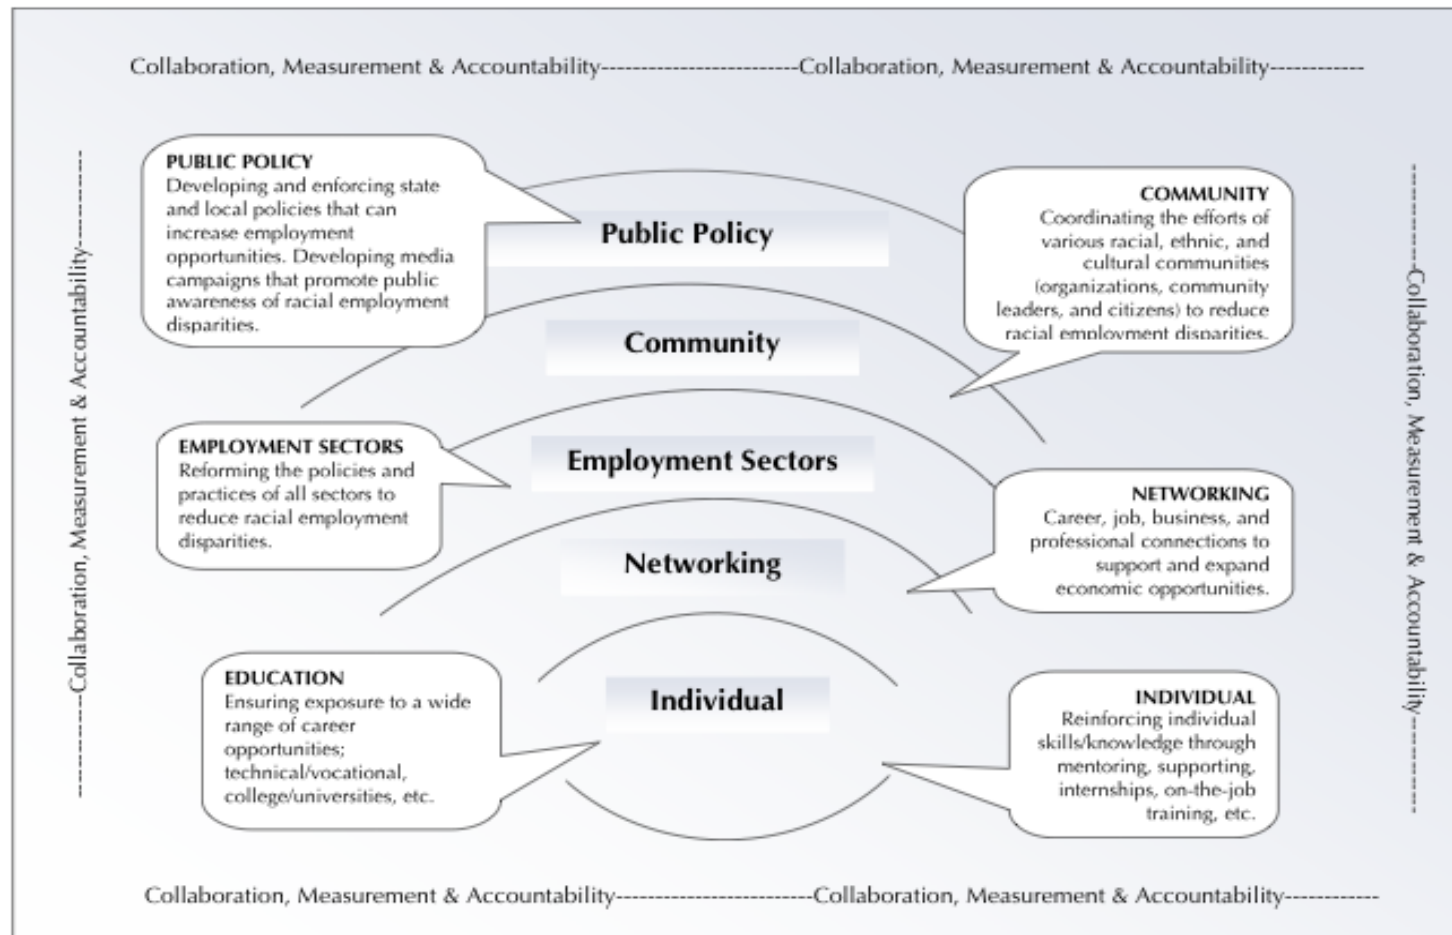 Collaboration, Measurement & Accountability-------------------------Collaboration, Measurement & Accountability------------
PUBLIC POLICY
Developing and enforcing state
and local policies that can
increase employment
opportunities. Developing media
campaigns that promote public
awareness of racial employment
disparities.
Public Policy
COMMUNITY
Coordinating the efforts of
various racial, ethnic, and
cultural communities
(organizations, community
leaders, and citizens) to reduce
racial employment disparities.
Community
EMPLOYMENT SECTORS
Reforming the policies and
practices of all sectors to
reduce racial employment
disparities.
Employment Sectors
NETWORKING
Career, job, business, and
professional connections to
support and expand
economic opportunities.
Networking
EDUCATION
Ensuring exposure to a wide
range of career
opportunities;
technical/vocational,
college/universities, etc.
Individual
INDIVIDUAL
Reinforcing individual
skills/knowledge through
mentoring, supporting,
internships, on-the-job
training, etc.
-------------Collaboration, Measurement & Accountability-------------
-------------Collaboration, Measurement & Accountability-------------
Collaboration, Measurement & Accountability-------------------------Collaboration, Measurement & Accountability------------